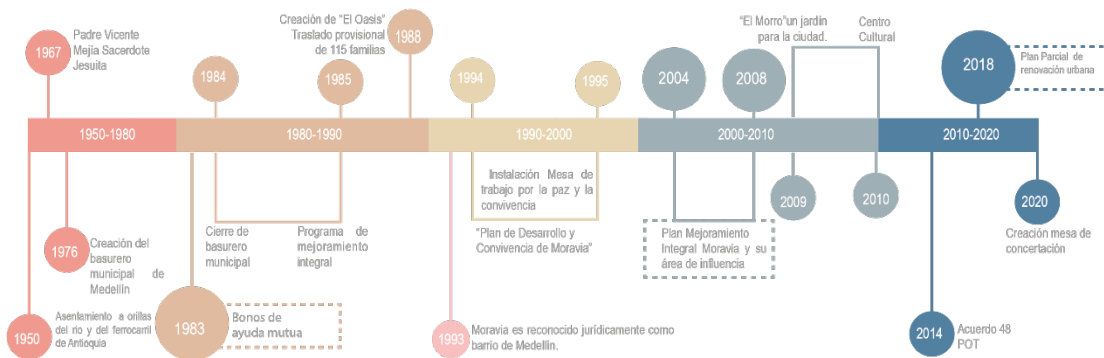 1967
Padre Vicente
Mejía Sacerdote
Jesuita
1984
Creación de “El Oasis”
Traslado provisional
de 115 familias
1985
1988
1994
1995
2004
2008
“El Morro”un jardín
para la ciudad.
Centro
Cultural
2018
Plan Parcial de
renovación urbana
1950-1980
1980-1990
1990-2000
2000-2010
2010-2020
1950
Asentamiento a orillas
del río y del ferrocarril
de Antioquia
1976
Creación del
basurero
municipal de
Medellín
1983
Bonos de
ayuda mutua
Cierre de
basurero
municipal
Programa de
mejoramiento
integral
1993
Moravia es reconocido jurídicamente como
barrio de Medellín.
Instalación Mesa de
trabajo por la paz y la
convivencia
“Plan de Desarrollo y
Convivencia de Moravia”
Plan Mejoramiento
Integral Moravia y su
área de influencia
2009
2010
2014
Acuerdo 48
POT
2020
Creación mesa de
concertación